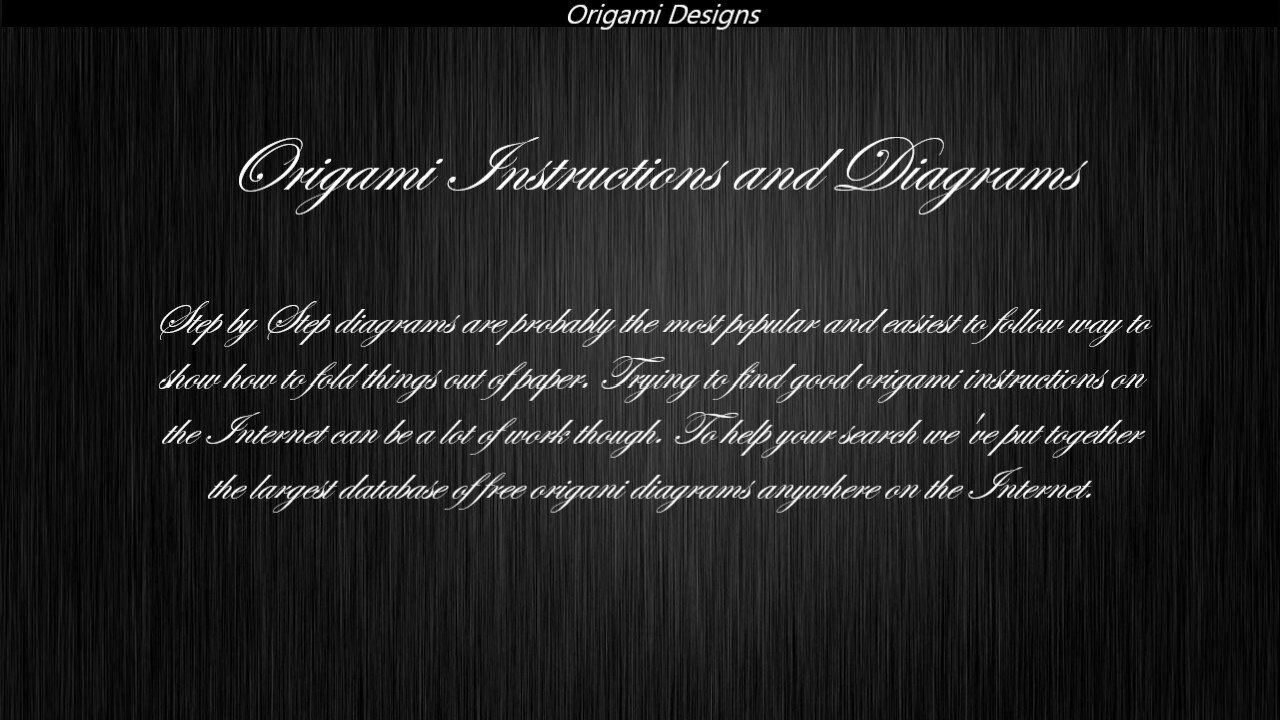 Origami Designs
Origami Instructions and Diagrams
Step by Step diagrams are probably the most popular and easiest to follow way to
show how to fold things out of paper. Trying to find good origami instructions on
the Internet can be a lot of work though. To help your search we 've put together
the largest database of free origani diagrams anywhere on the Internet.